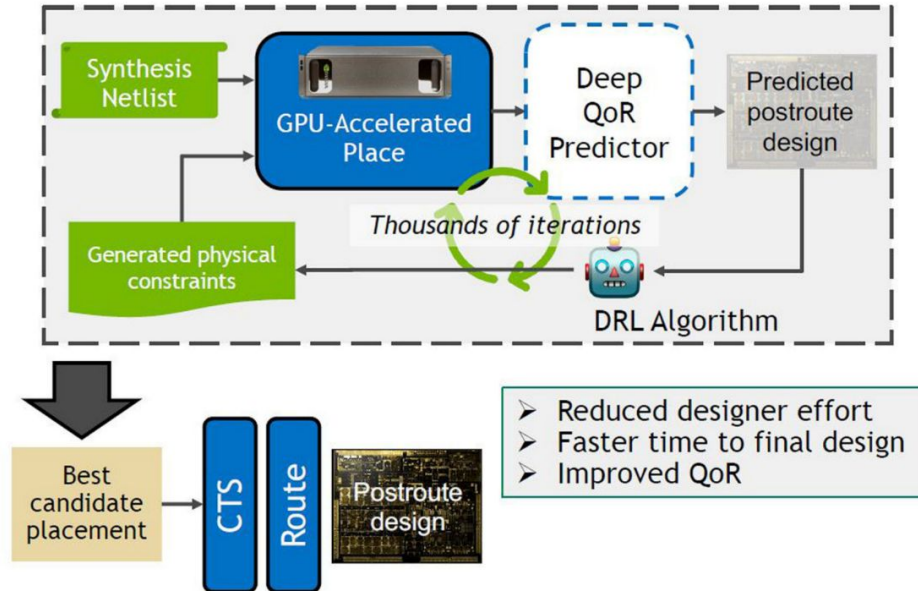 Synthesis
Netlist
GPU-Accelerated
Place
Deep
QoR
Predictor
Predicted
postroute
design
Thousands of iterations
Generated physical
constraints
DRL Algorithm
Best
candidate
placement
CTS
Route
Postroute
design
➢ Reduced designer effort
➢ Faster time to final design
➢ Improved QoR